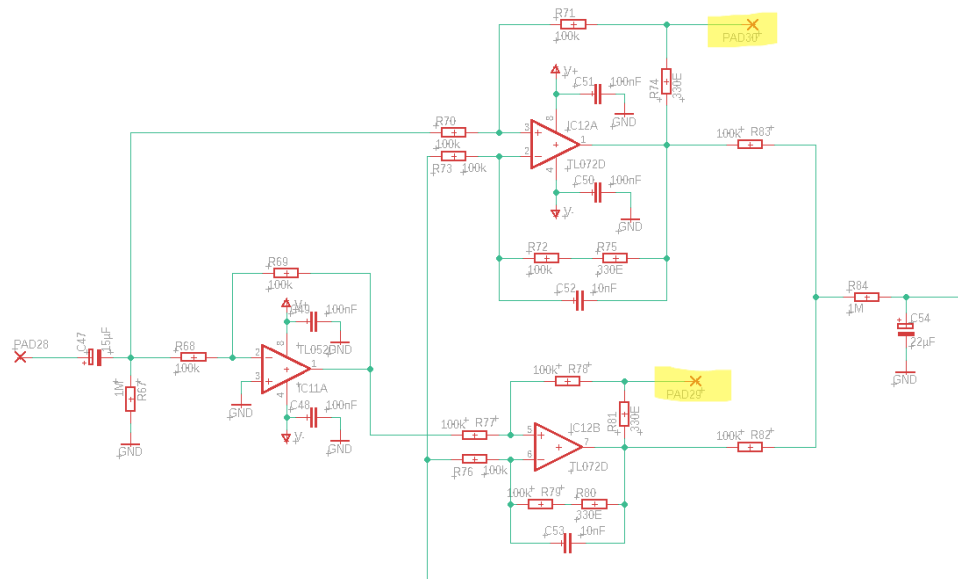 R71
100k
PAD30
V+
C51
100nF
R74
330E
GND
R70
100k
3
8
IC12A
1
100k
R83
2
R73
100k
4
TL072D
C50
100nF
V-
GND
R72
100k
R75
330E
C52
10nF
R69
100k
R84
1M
C54
22µF
GND
V+
C49
100nF
GND
PAD28
C47
15µF
R68
100k
2
8
TL052D
1
3
4
IC11A
1M
R67
GND
GND
C48
100nF
V-
GND
100k
R78
PAD29
R81
330E
100k
R77
5
IC12B
7
100k
R82
R76
100k
6
TL072D
100k
R79
R80
330E
C53
10nF